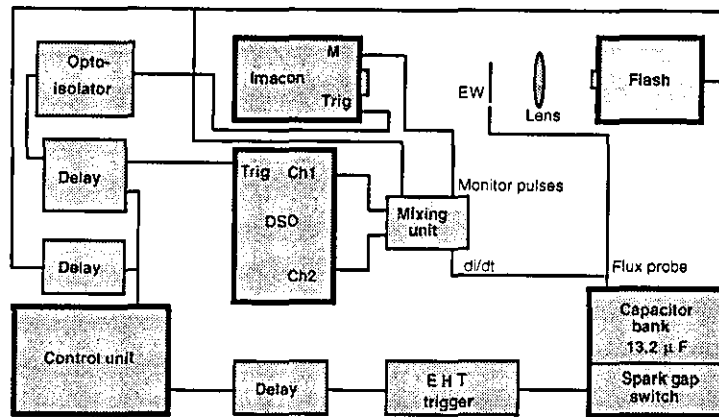 Opto-
isolator
M
Imacon
Trig
EW
Lens
Flash
Delay
Trig
Ch1
DSO
Ch2
Monitor pulses
Mixing
unit
dI/dt
Flux probe
Delay
Control unit
Delay
E H T
trigger
Capacitor
bank
13.2 μ F
Spark gap
switch